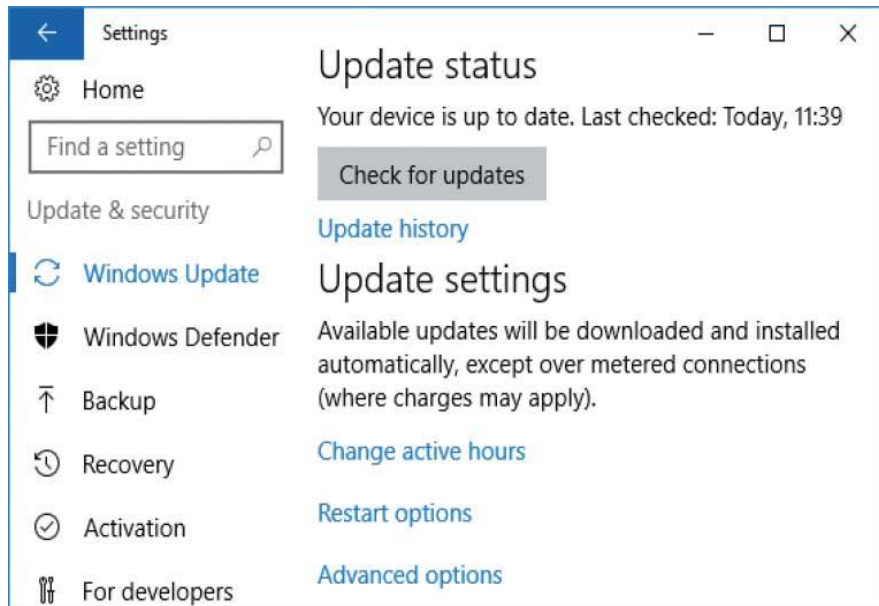 Settings
Home
Find a setting
Update & security
Windows Update
Windows Defender
Backup
Recovery
Activation
For developers
Update status
Your device is up to date. Last checked: Today, 11:39
Check for updates
Update history
Update settings
Available updates will be downloaded and installed
automatically, except over metered connections
(where charges may apply).
Change active hours
Restart options
Advanced options